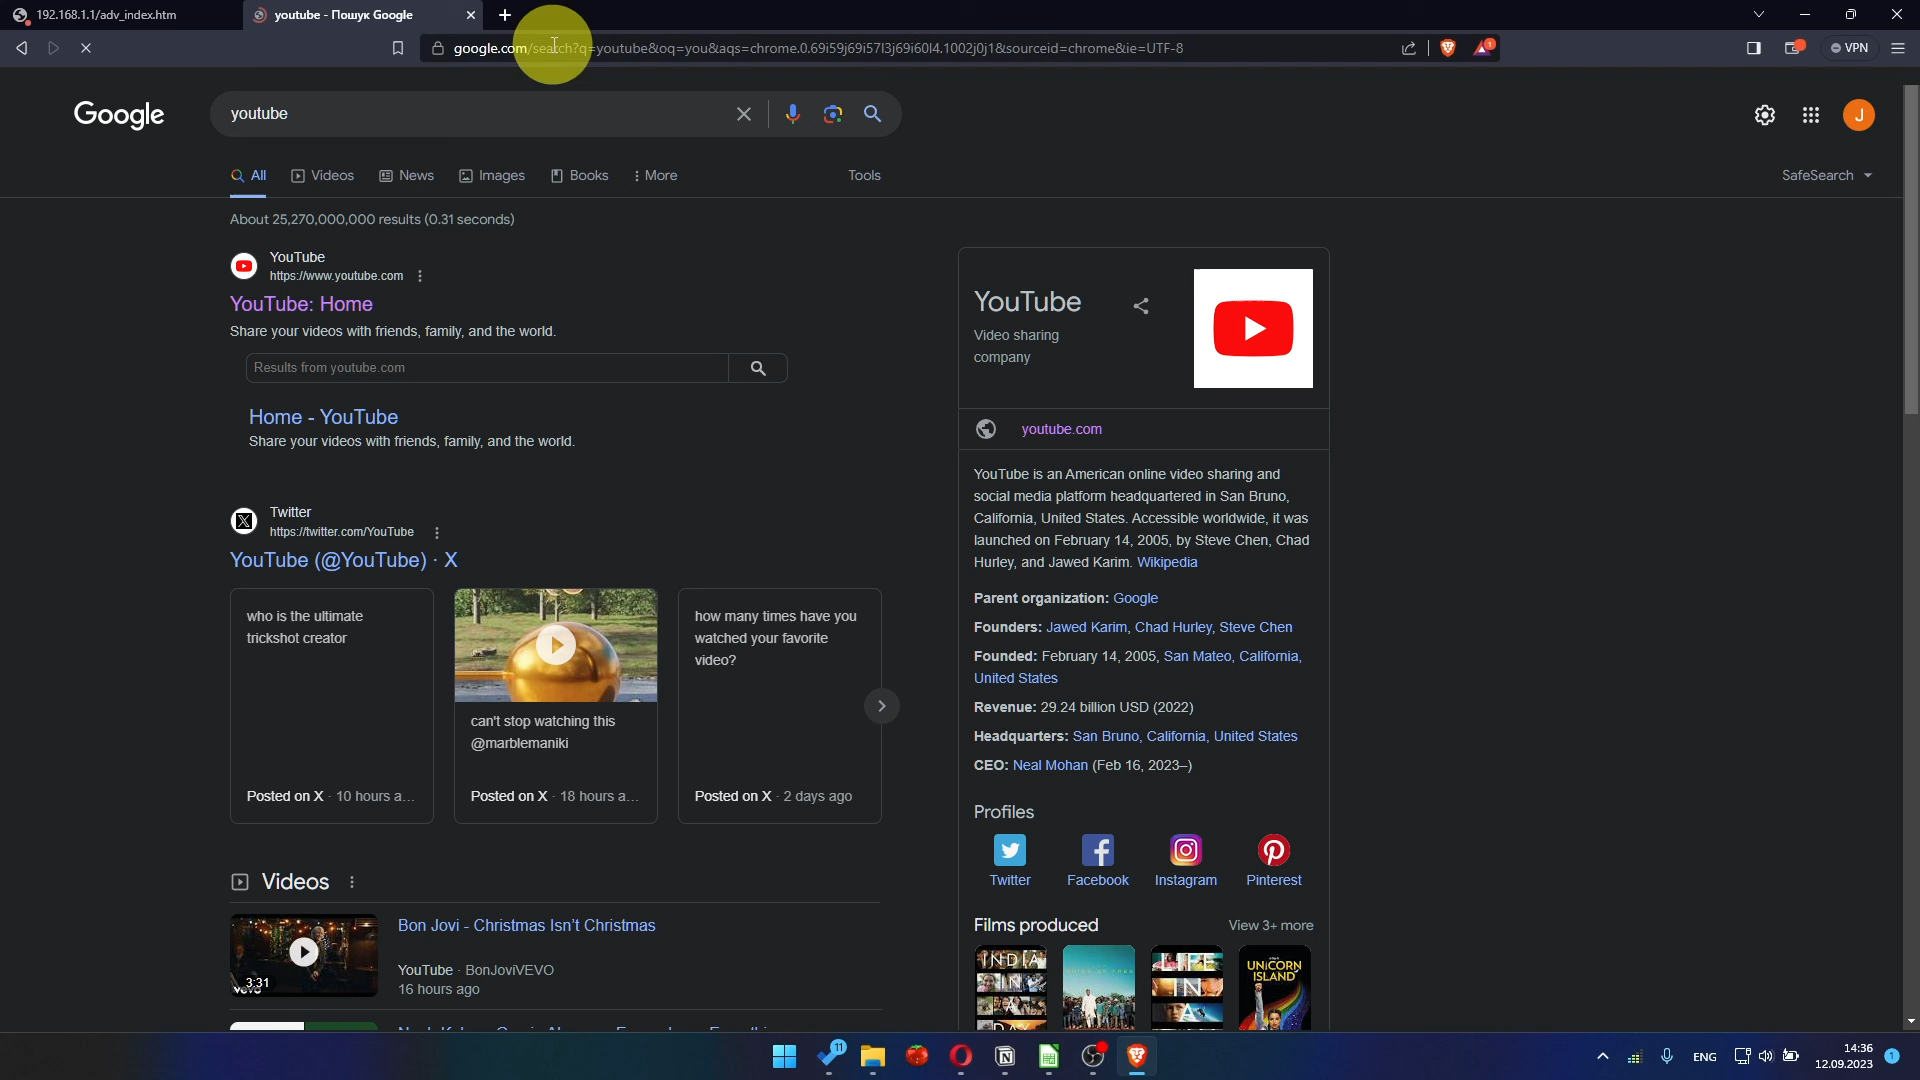 192.168.1.1/adv_index.htm
youtube - Пошук Google
google.com/search?q=youtube&oq=you&aqs=chrome.0.69i59j69i57l3j69i60l4.1002j0j1&sourceid=chrome&ie=UTF-8
1
VPN
Google
youtube
J
All
Videos
News
Images
Books
More
Tools
SafeSearch
About 25,270,000,000 results (0.31 seconds)
YouTube
https://www.youtube.com
YouTube: Home
Share your videos with friends, family, and the world.
Results from youtube.com
Home - YouTube
Share your videos with friends, family, and the world.
Twitter
https://twitter.com/YouTube
YouTube (@YouTube) · X
who is the ultimate
trickshot creator
Posted on X · 10 hours a...
can't stop watching this
@marblemaniki
Posted on X · 18 hours a...
how many times have you
watched your favorite
video?
Posted on X · 2 days ago
Videos
3:31
Bon Jovi - Christmas Isn't Christmas
YouTube · BonJoviVEVO
16 hours ago
YouTube
Video sharing
company
youtube.com
YouTube is an American online video sharing and
social media platform headquartered in San Bruno,
California, United States. Accessible worldwide, it was
launched on February 14, 2005, by Steve Chen, Chad
Hurley, and Jawed Karim. Wikipedia
Parent organization: Google
Founders: Jawed Karim, Chad Hurley, Steve Chen
Founded: February 14, 2005, San Mateo, California,
United States
Revenue: 29.24 billion USD (2022)
Headquarters: San Bruno, California, United States
CEO: Neal Mohan (Feb 16, 2023–)
Profiles
Twitter
Facebook
Instagram
Pinterest
Films produced
View 3+ more
INDIA
IN
A
DAY
LIFE
IN A
UNICORN
ISLAND
11
ENG
14:36
12.09.2023
1